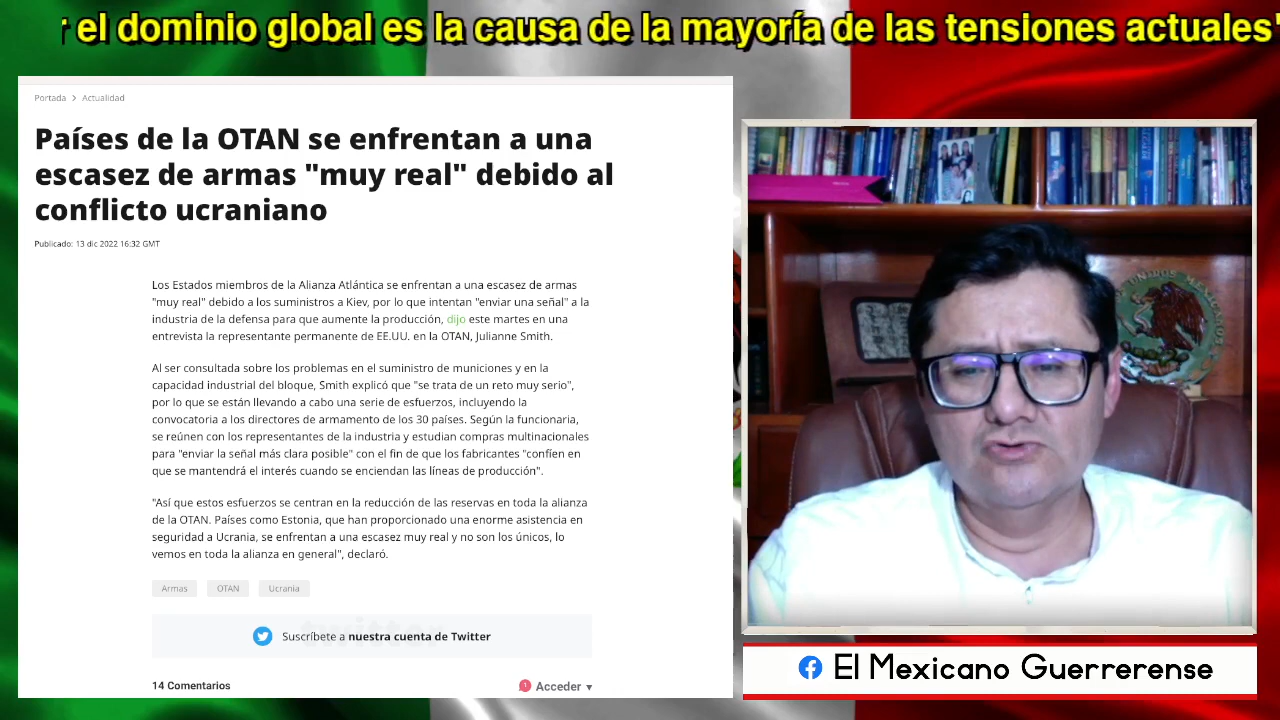 el dominio global es la causa de la mayoría de las tensiones actuales
Portada > Actualidad
Países de la OTAN se enfrentan a una
escasez de armas "muy real" debido al
conflicto ucraniano
Publicado: 13 dic 2022 16:32 GMT
Los Estados miembros de la Alianza Atlántica se enfrentan a una escasez de armas
"muy real" debido a los suministros a Kiev, por lo que intentan "enviar una señal" a la
industria de la defensa para que aumente la producción, dijo este martes en una
entrevista la representante permanente de EE.UU. en la OTAN, Julianne Smith.
Al ser consultada sobre los problemas en el suministro de municiones y en la
capacidad industrial del bloque, Smith explicó que "se trata de un reto muy serio",
por lo que se están llevando a cabo una serie de esfuerzos, incluyendo la
convocatoria a los directores de armamento de los 30 países. Según la funcionaria,
se reúnen con los representantes de la industria y estudian compras multinacionales
para "enviar la señal más clara posible" con el fin de que los fabricantes "confíen en
que se mantendrá el interés cuando se enciendan las líneas de producción".
"Así que estos esfuerzos se centran en la reducción de las reservas en toda la alianza
de la OTAN. Países como Estonia, que han proporcionado una enorme asistencia en
seguridad a Ucrania, se enfrentan a una escasez muy real y no son los únicos, lo
vemos en toda la alianza en general", declaró.
Armas OTAN Ucrania
Suscríbete a nuestra cuenta de Twitter
14 Comentarios
1 Acceder
El Mexicano Guerrerense